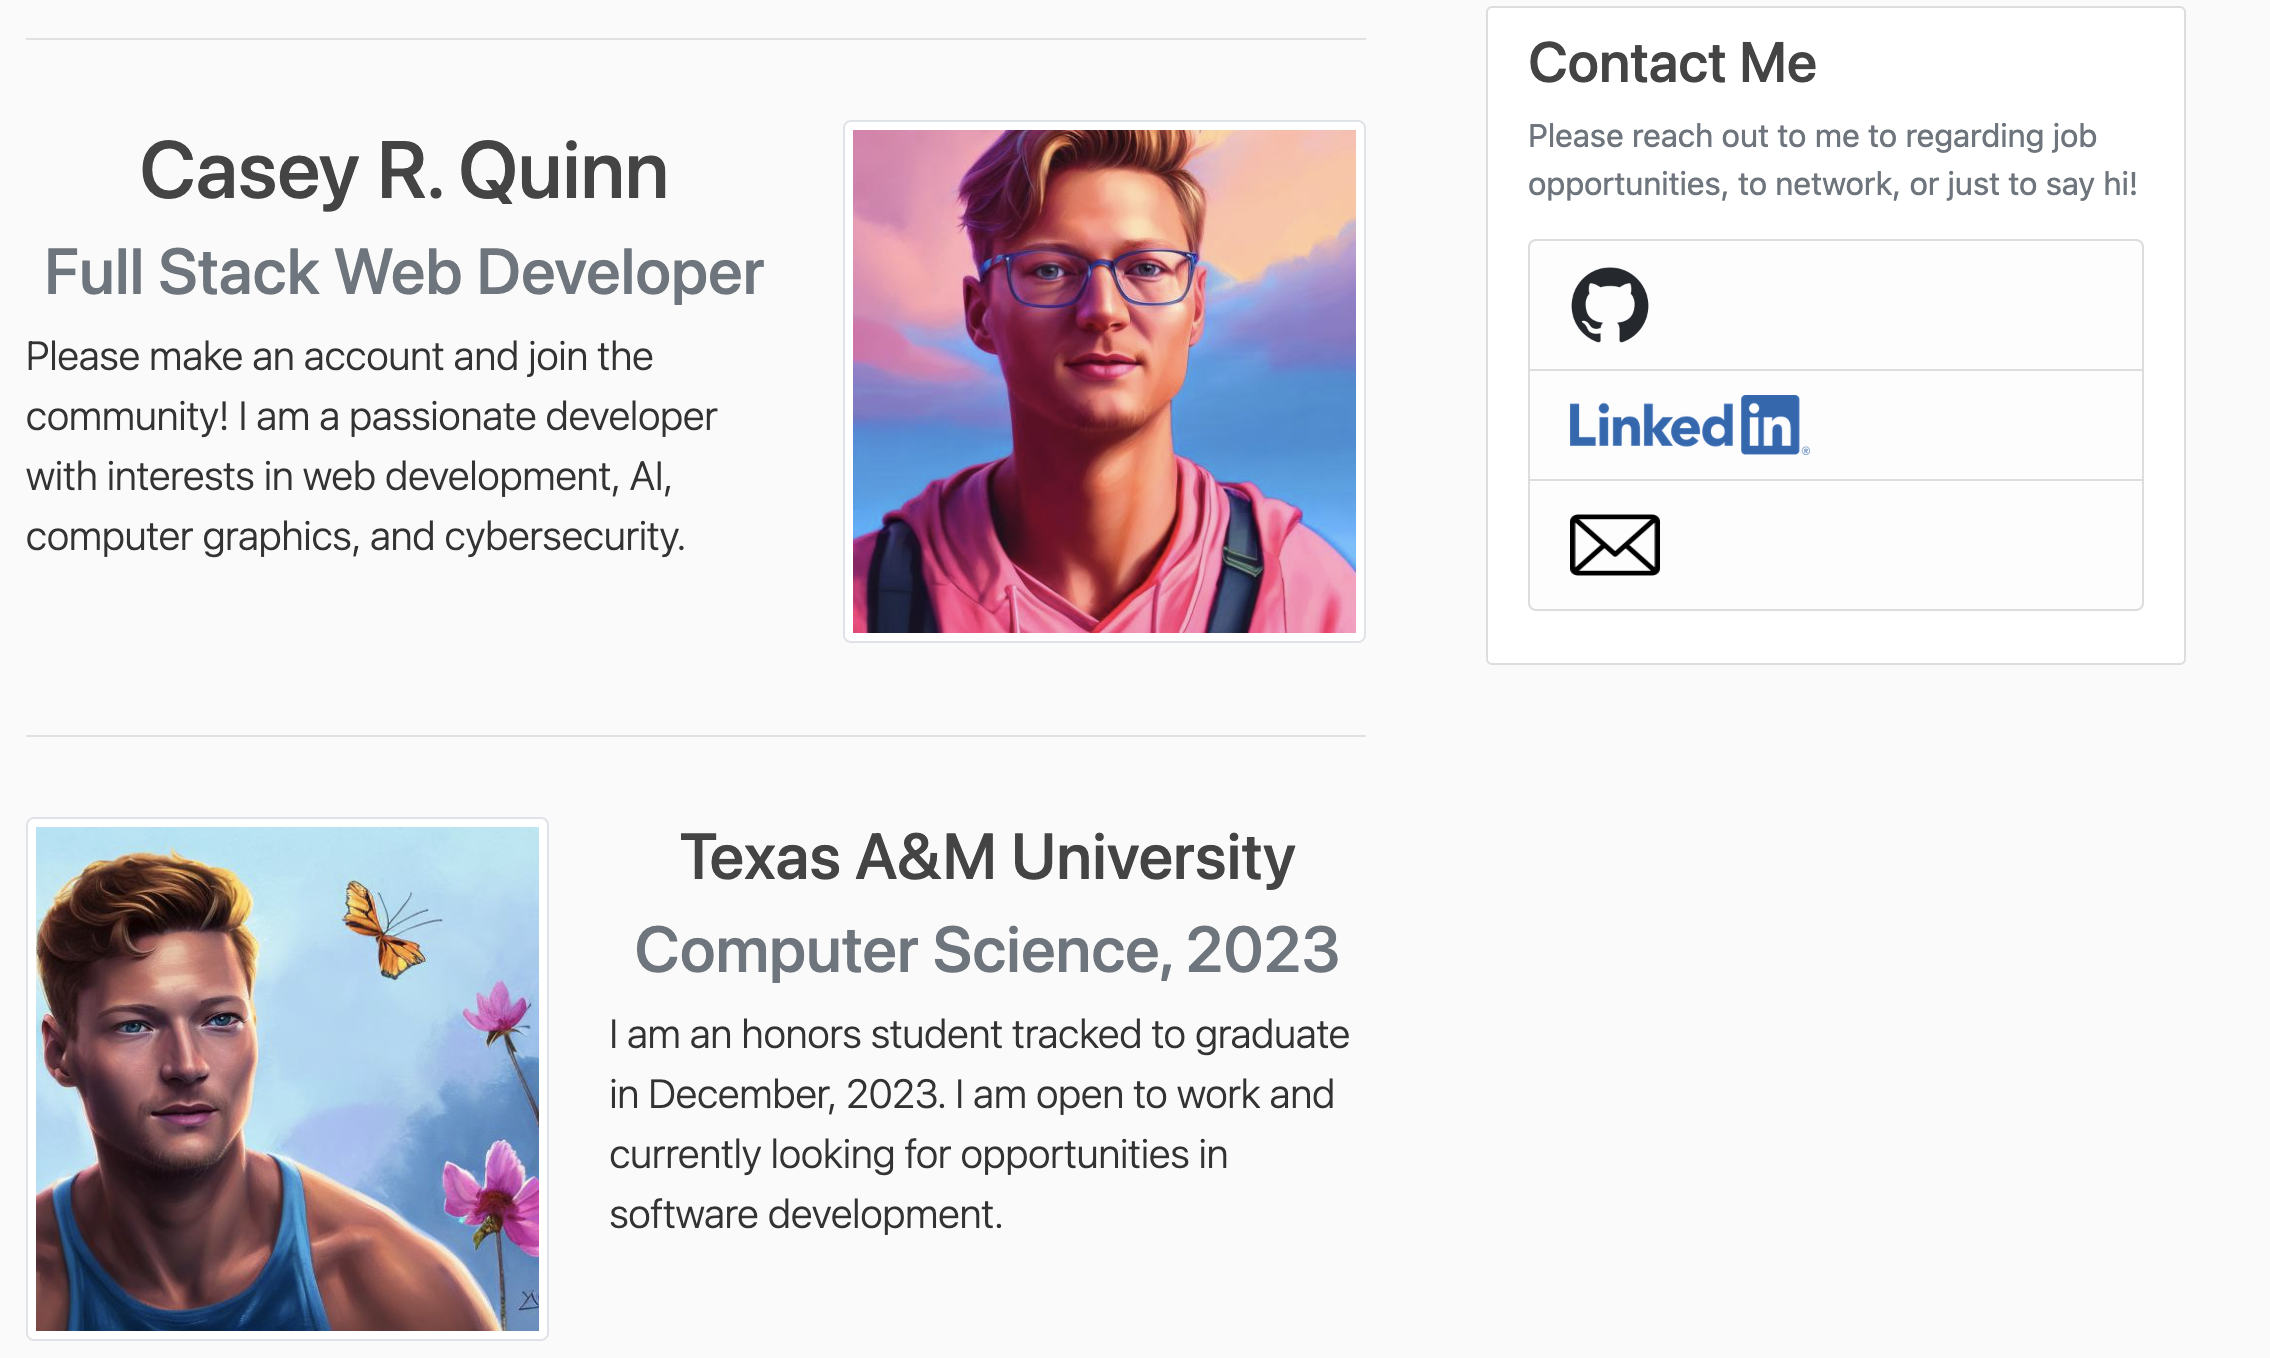 Casey R. Quinn
Full Stack Web Developer
Please make an account and join the
community! I am a passionate developer
with interests in web development, AI,
computer graphics, and cybersecurity.
Texas A&M University
Computer Science, 2023
I am an honors student tracked to graduate
in December, 2023. I am open to work and
currently looking for opportunities in
software development.
Contact Me
Please reach out to me to regarding job
opportunities, to network, or just to say hi!
LinkedIn®